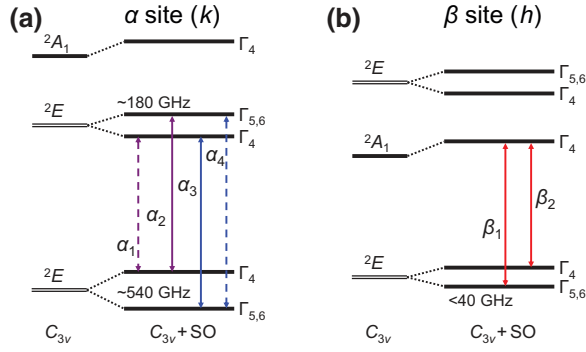 (a)
α site (k)
²A₁
Γ₄
²E
~180 GHz
Γ₅,₆
Γ₄
α₁
α₂
α₃
α₄
²E
~540 GHz
Γ₄
Γ₅,₆
C₃ᵥ
C₃ᵥ + SO
(b)
β site (h)
²E
Γ₅,₆
Γ₄
²A₁
Γ₄
β₁
β₂
²E
<40 GHz
Γ₄
Γ₅,₆
C₃ᵥ
C₃ᵥ + SO